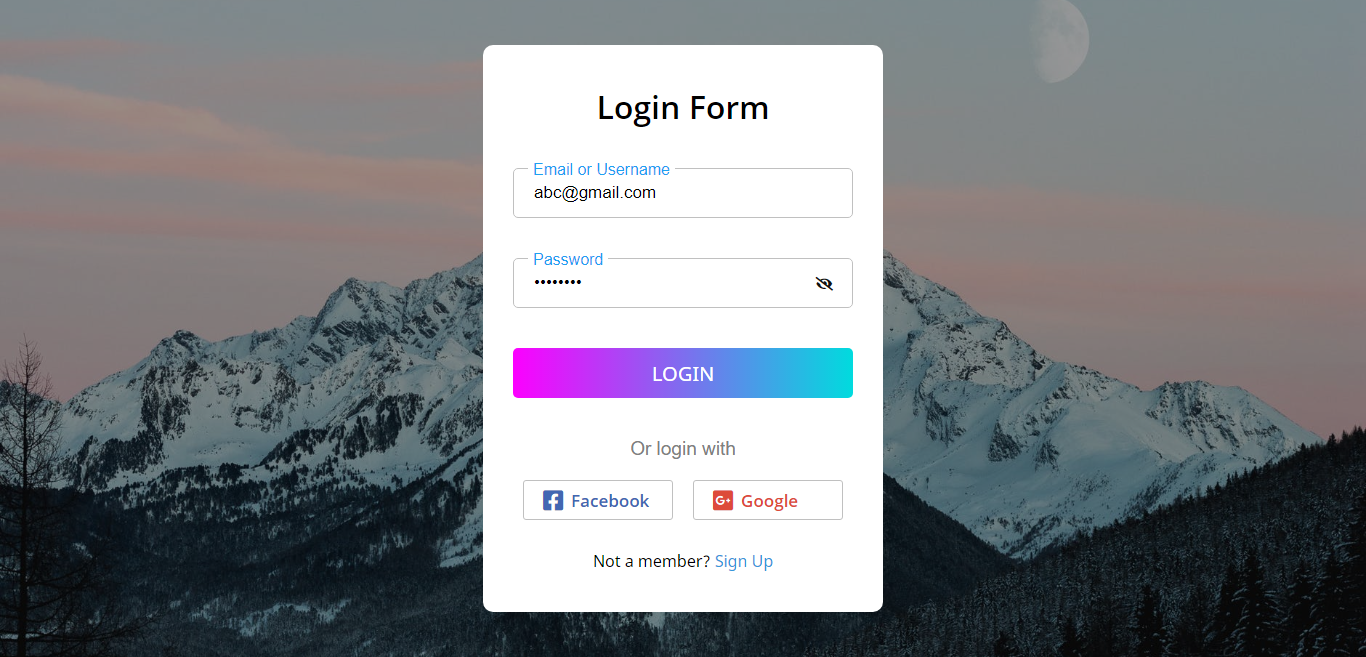 Login Form
Email or Username
abc@gmail.com
Password
••••••••
LOGIN
Or login with
Facebook
G+ Google
Not a member? Sign Up